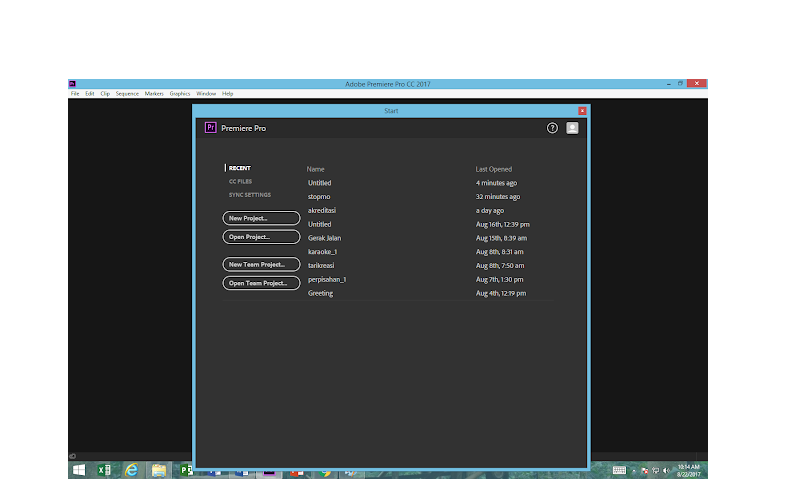 Adobe Premiere Pro CC 2017
File Edit Clip Sequence Markers Graphics Window Help
Start
Pr Premiere Pro
RECENT
CC FILES
SYNC SETTINGS
New Project...
Open Project...
New Team Project...
Open Team Project...
Name Last Opened
Untitled 4 minutes ago
stopmo 32 minutes ago
akreditasi a day ago
Untitled Aug 16th, 12:39 pm
Gerak Jalan Aug 15th, 8:39 am
karaoke_1 Aug 8th, 8:31 am
tarikreasi Aug 8th, 7:50 am
perpisahan_1 Aug 7th, 1:30 pm
Greeting Aug 4th, 12:19 pm
10:14 AM
8/22/2017